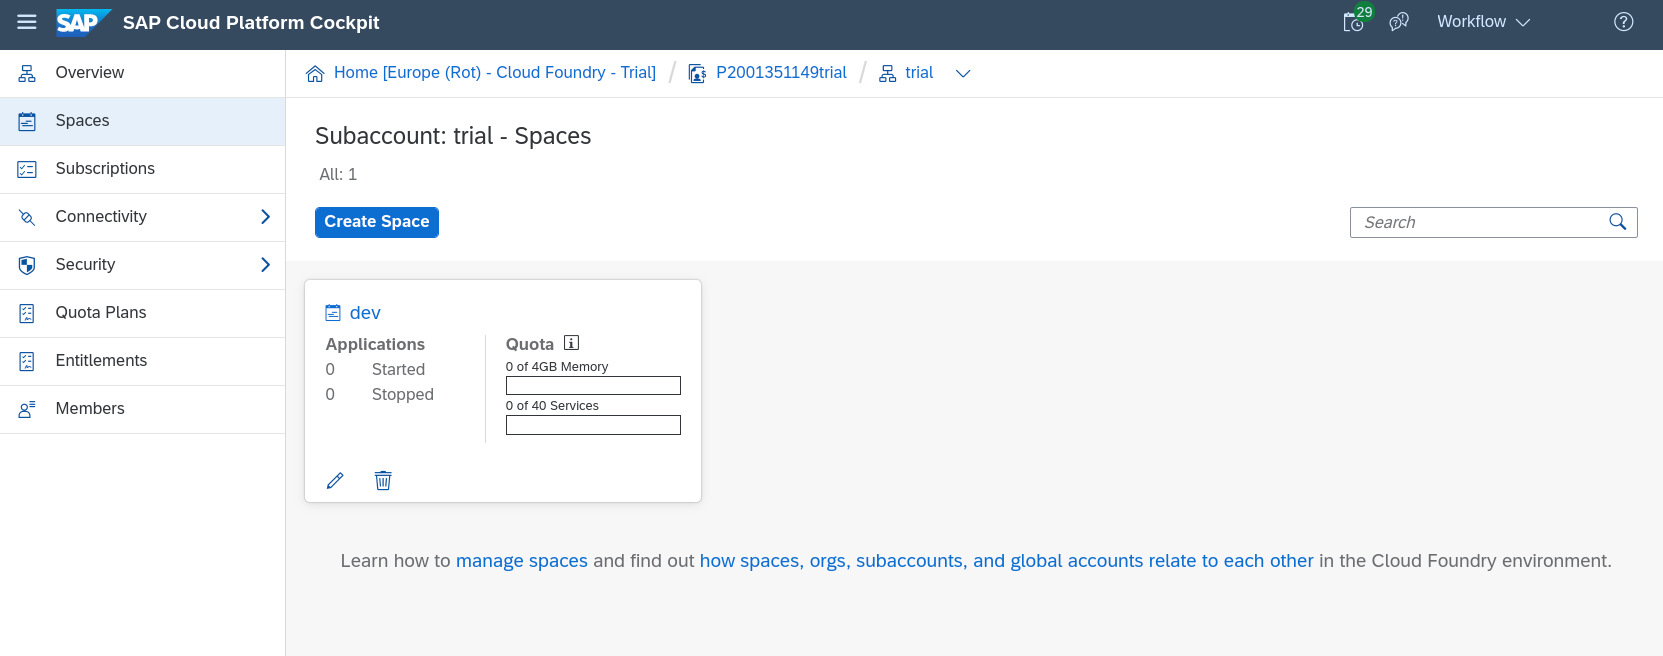 SAP SAP Cloud Platform Cockpit 29 Workflow
Overview
Spaces
Subscriptions
Connectivity
Security
Quota Plans
Entitlements
Members
Home [Europe (Rot) - Cloud Foundry - Trial] / P2001351149trial / trial
Subaccount: trial - Spaces
All: 1
Create Space
Search
dev
Applications
0 Started
0 Stopped
Quota
0 of 4GB Memory
0 of 40 Services
Learn how to manage spaces and find out how spaces, orgs, subaccounts, and global accounts relate to each other in the Cloud Foundry environment.